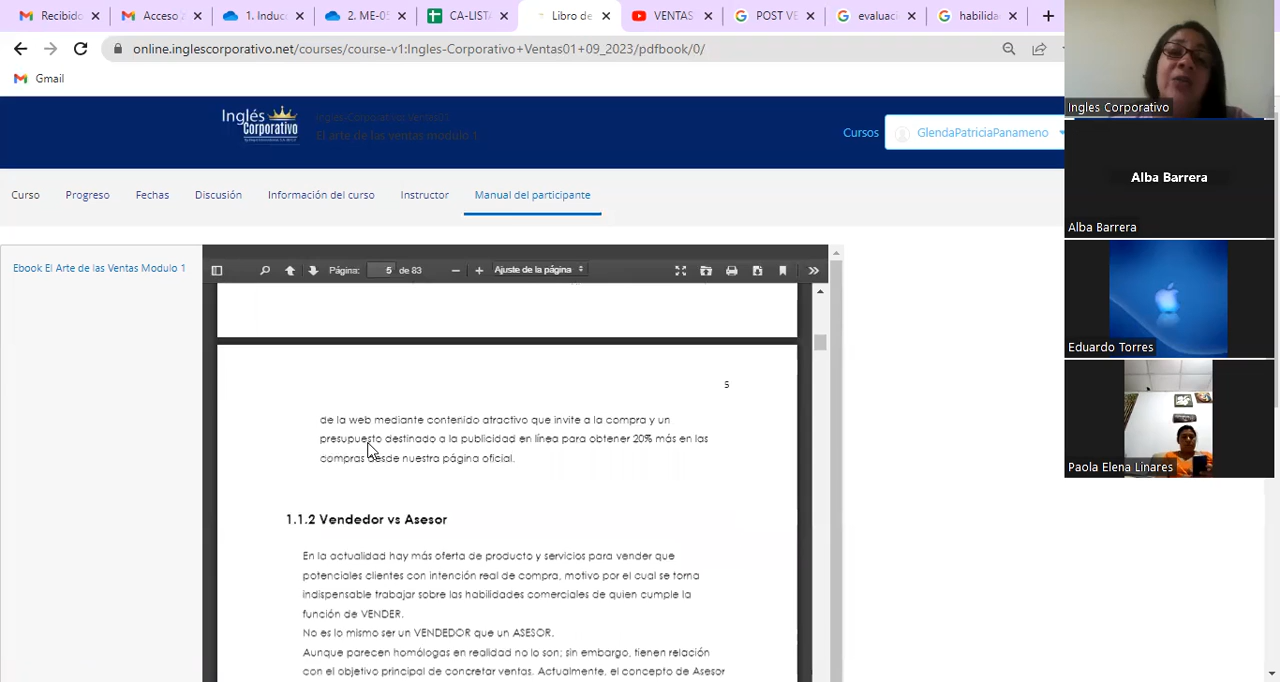 Recibido
Acceso
1. Induc
2. ME-05
CA-LIST
Libro de
VENTAS
POST VE
evaluaci
habilida
online.inglescorporativo.net/courses/course-v1:Ingles-Corporativo+Ventas01+09_2023/pdfbook/0/
Gmail
Inglés
Corporativo
El arte de las ventas modulo 1
Cursos
GlendaPatriciaPanameno
Curso
Progreso
Fechas
Discusión
Información del curso
Instructor
Manual del participante
Ebook El Arte de las Ventas Modulo 1
Página: 5 de 83
Ajuste de la página
5
de la web mediante contenido atractivo que invite a la compra y un
presupuesto destinado a la publicidad en línea para obtener 20% más en las
compras desde nuestra página oficial.
1.1.2 Vendedor vs Asesor
En la actualidad hay más oferta de producto y servicios para vender que
potenciales clientes con intención real de compra, motivo por el cual se torna
indispensable trabajar sobre las habilidades comerciales de quien cumple la
función de VENDER.
No es lo mismo ser un VENDEDOR que un ASESOR.
Aunque parecen homólogas en realidad no lo son; sin embargo, tienen relación
con el objetivo principal de concretar ventas. Actualmente, el concepto de Asesor
Ingles Corporativo
Alba Barrera
Alba Barrera
Eduardo Torres
Paola Elena Linares